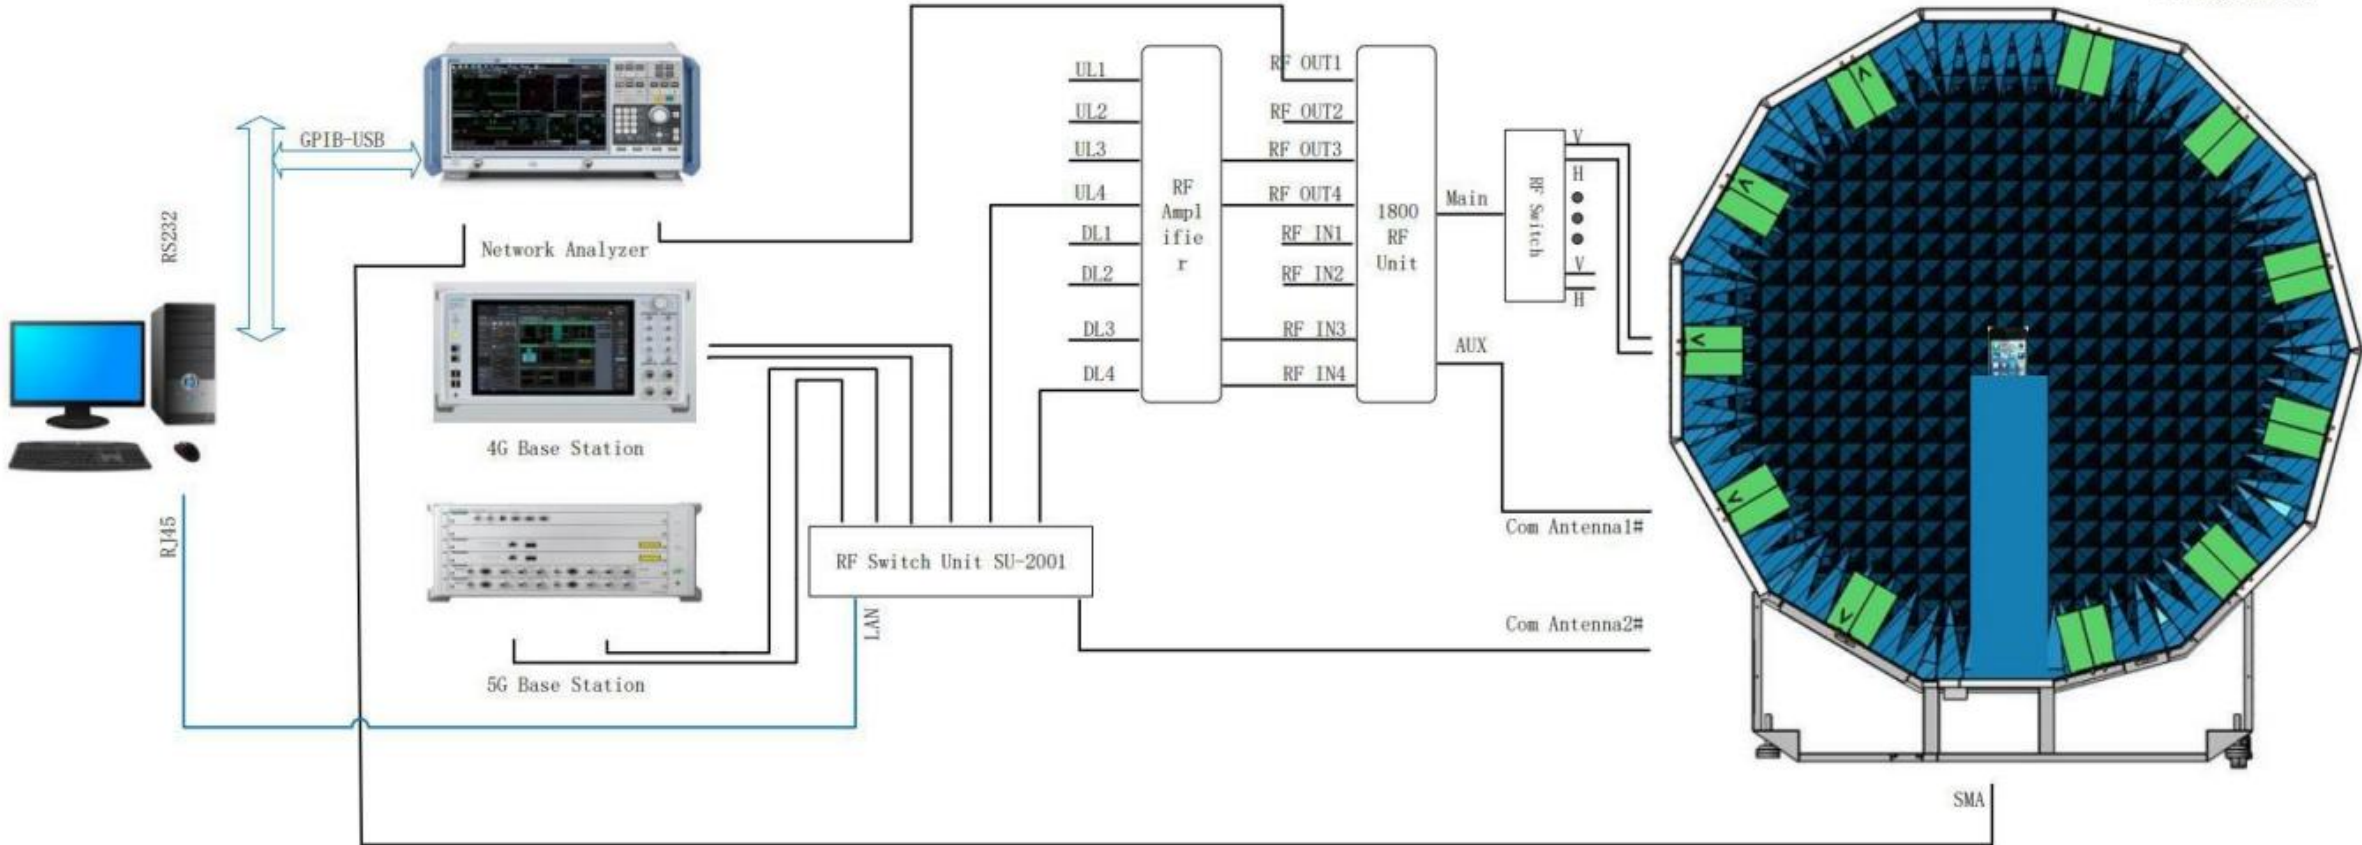 GPIB-USB
RS232
RJ45
Network Analyzer
4G Base Station
5G Base Station
LAN
RF Switch Unit SU-2001
UL1
UL2
UL3
UL4
DL1
DL2
DL3
DL4
RF
Ampl
ifie
r
RF OUT1
RF OUT2
RF OUT3
RF OUT4
RF IN1
RF IN2
RF IN3
RF IN4
1800
RF
Unit
Main
AUX
RF Switch
V
H
V
H
Com Antenna1#
Com Antenna2#
V
V
V
V
V
SMA